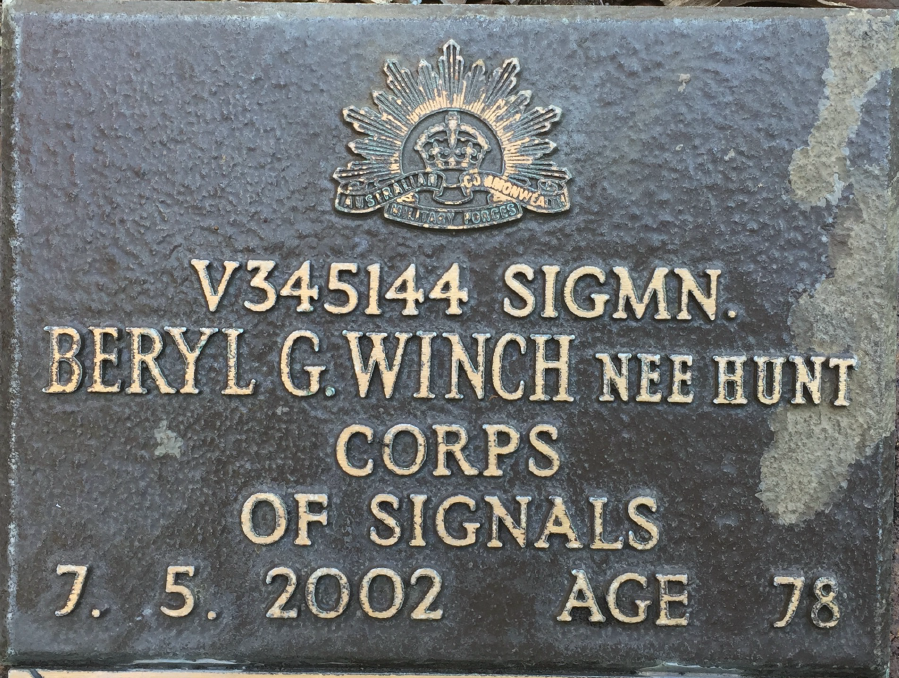 AUSTRALIAN COMMONWEALTH
MILITARY FORCES
V345144 SIGMN.
BERYL G. WINCH NEE HUNT
CORPS
OF SIGNALS
7. 5. 2002 AGE 78